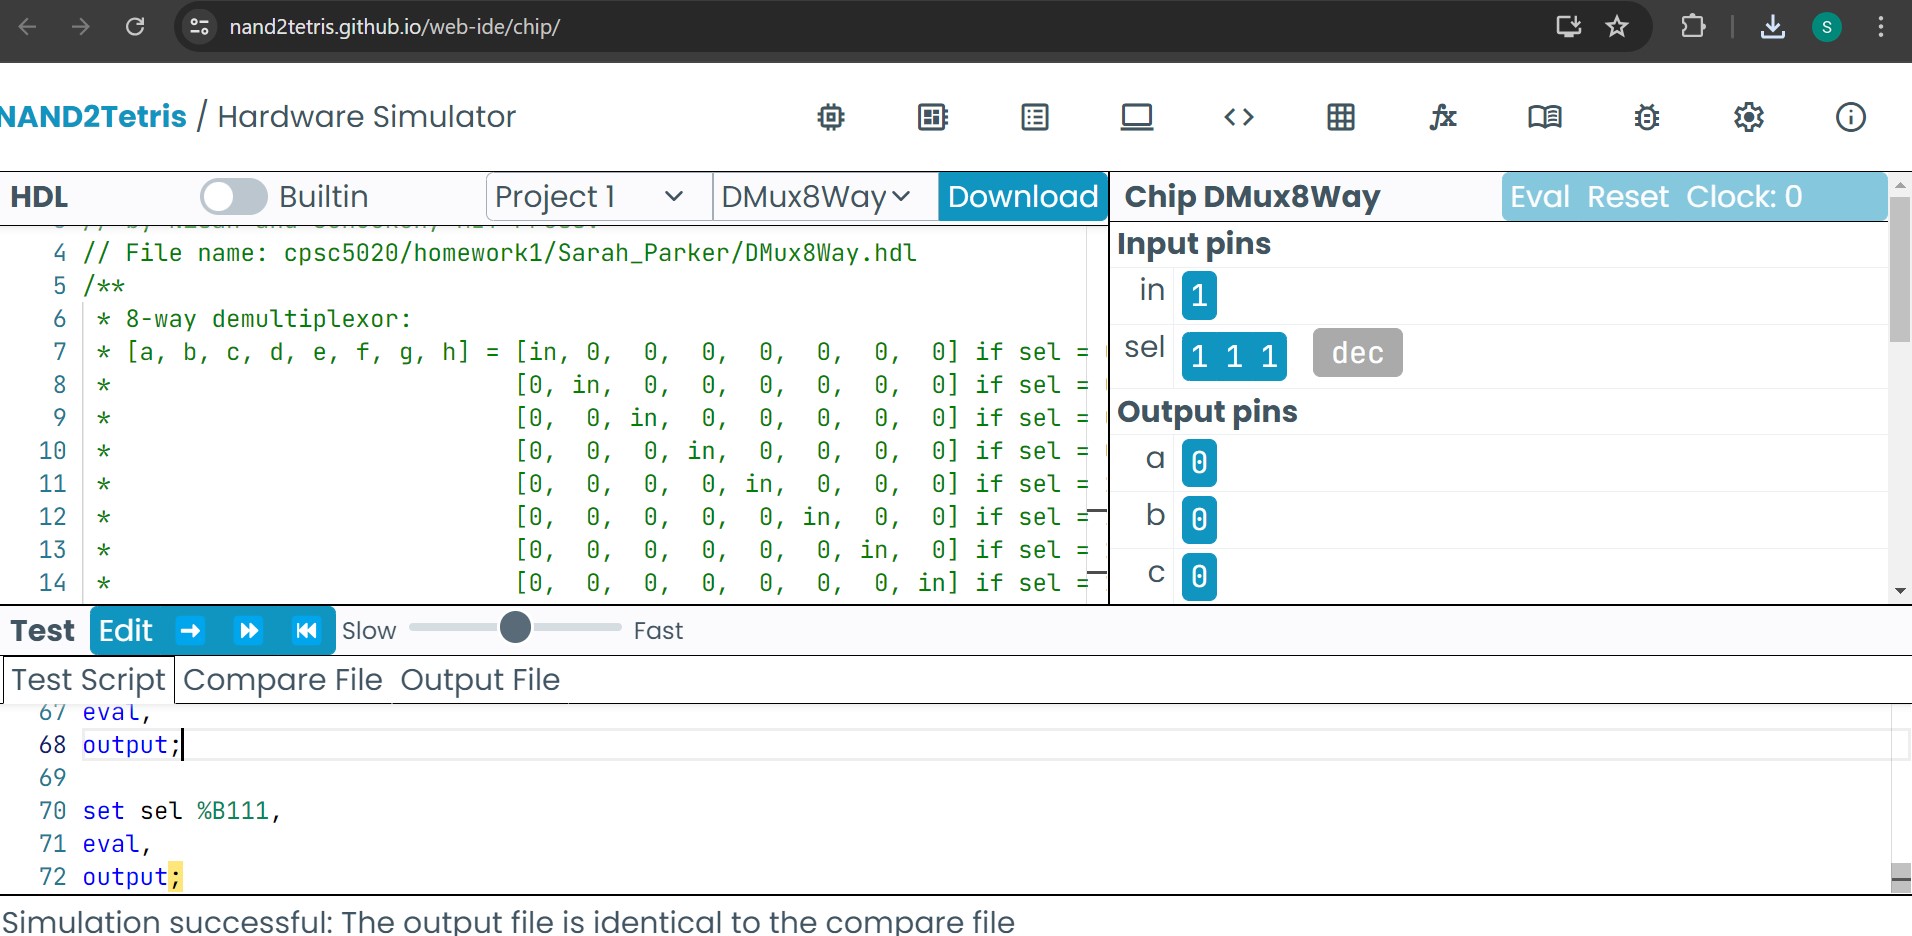 nand2tetris.github.io/web-ide/chip/
S
NAND2Tetris / Hardware Simulator
HDL Builtin Project 1 DMux8Way Download
4 // File name: cpsc5020/homework1/Sarah_Parker/DMux8Way.hdl
5 /**
6 * 8-way demultiplexor:
7 * [a, b, c, d, e, f, g, h] = [in, 0, 0, 0, 0, 0, 0, 0] if sel =
8 * [0, in, 0, 0, 0, 0, 0, 0] if sel =
9 * [0, 0, in, 0, 0, 0, 0, 0] if sel =
10 * [0, 0, 0, in, 0, 0, 0, 0] if sel =
11 * [0, 0, 0, 0, in, 0, 0, 0] if sel =
12 * [0, 0, 0, 0, 0, in, 0, 0] if sel =
13 * [0, 0, 0, 0, 0, 0, in, 0] if sel =
14 * [0, 0, 0, 0, 0, 0, 0, in] if sel =
Chip DMux8Way Eval Reset Clock: 0
Input pins
in 1
sel 1 1 1 dec
Output pins
a 0
b 0
c 0
Test Edit Slow Fast
Test Script Compare File Output File
67 eval,
68 output;
69
70 set sel %B111,
71 eval,
72 output;
Simulation successful: The output file is identical to the compare file